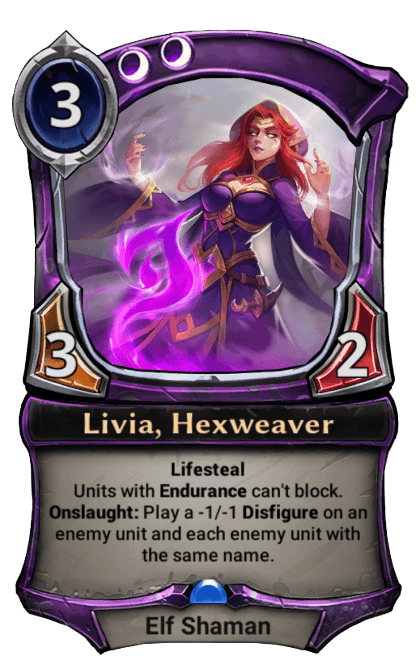 3
3
2
Livia, Hexweaver
Lifesteal
Units with Endurance can't block.
Onslaught: Play a -1/-1 Disfigure on an
enemy unit and each enemy unit with
the same name.
Elf Shaman